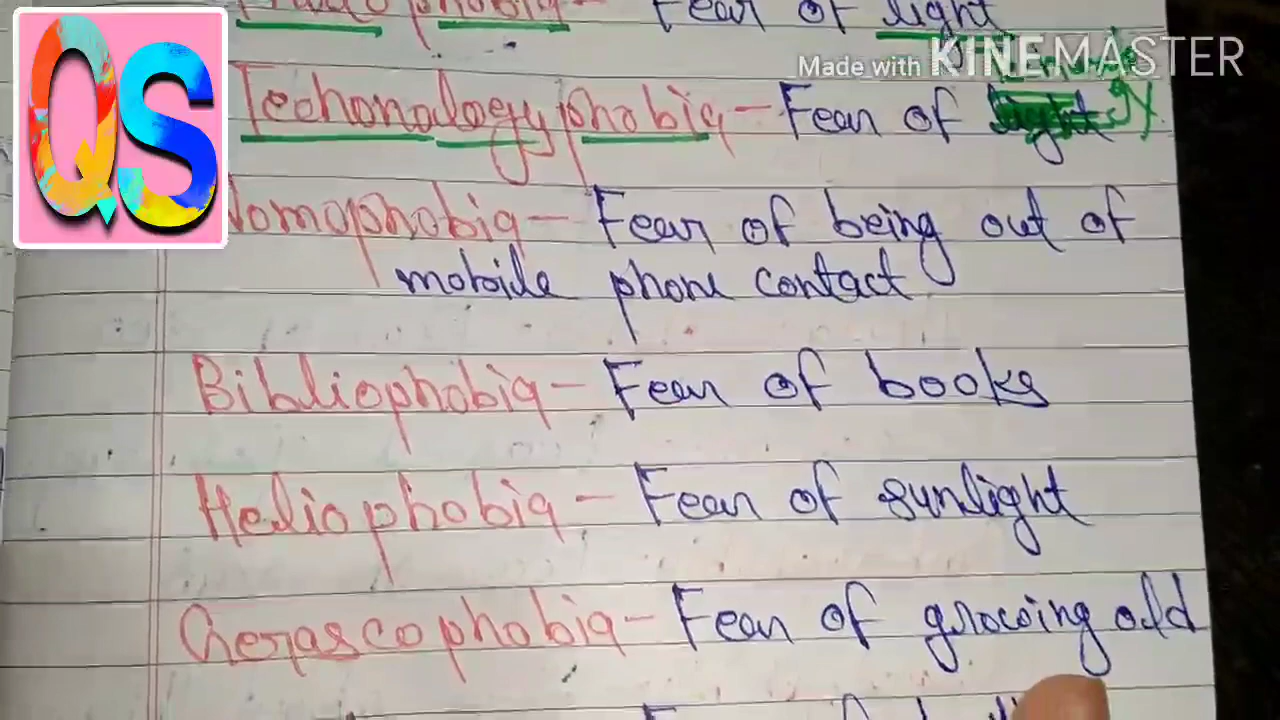 QS
phobia - Fear of light
Made with KINEMASTER
Techonalogyphobia - Fear of
Nomophobia - Fear of being out of
mobile phone contact
Bibliophobia - Fear of books
Heliophobia - Fear of sunlight
Gerascophobia - Fear of growing old